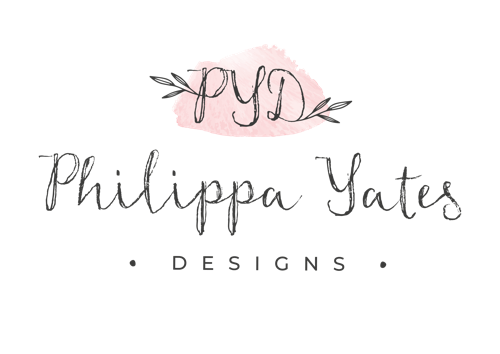 PYD
Philippa Yates
• DESIGNS •